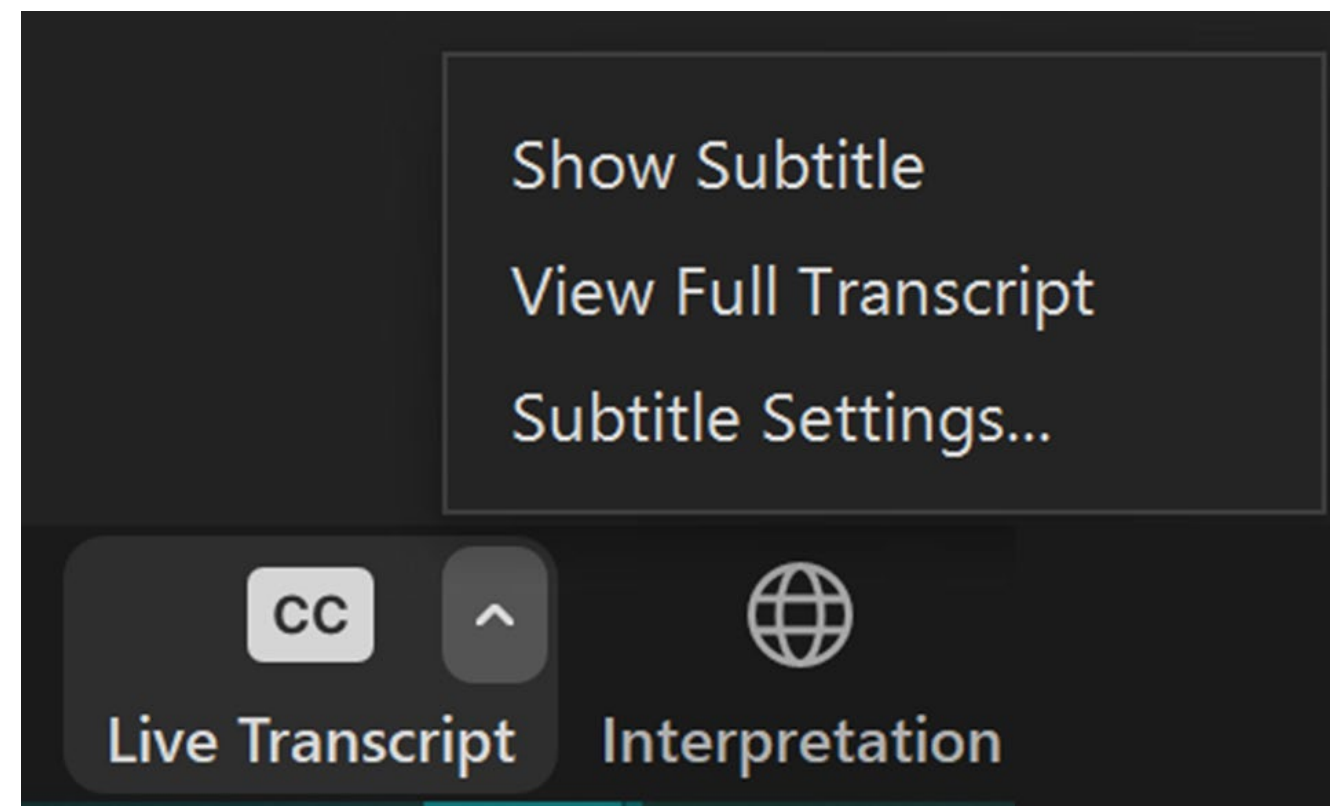 Show Subtitle
View Full Transcript
Subtitle Settings...
CC
Live Transcript
Interpretation